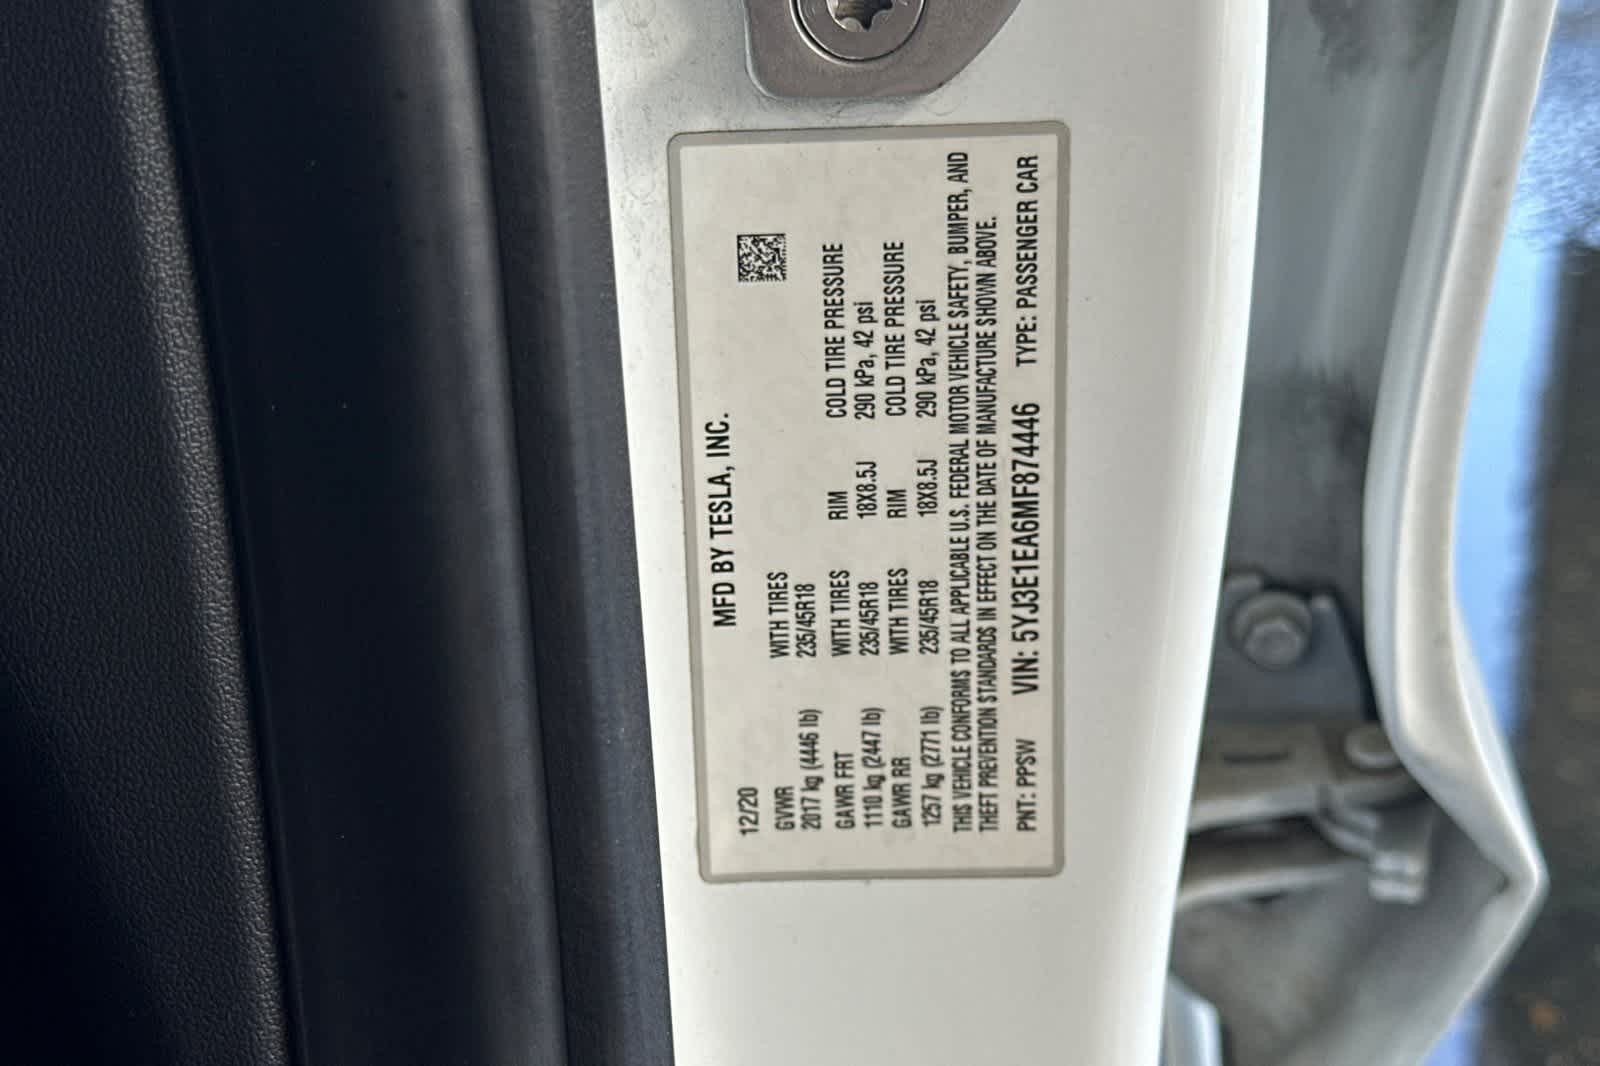 MFD BY TESLA, INC.
12/20
GVWR WITH TIRES
2017 kg (4446 lb) 235/45R18
GAWR FRT WITH TIRES RIM COLD TIRE PRESSURE
1110 kg (2447 lb) 235/45R18 18X8.5J 290 kPa, 42 psi
GAWR RR WITH TIRES RIM COLD TIRE PRESSURE
1257 kg (2771 lb) 235/45R18 18X8.5J 290 kPa, 42 psi
THIS VEHICLE CONFORMS TO ALL APPLICABLE U.S. FEDERAL MOTOR VEHICLE SAFETY, BUMPER, AND
THEFT PREVENTION STANDARDS IN EFFECT ON THE DATE OF MANUFACTURE SHOWN ABOVE.
PNT: PPSW VIN: 5YJ3E1EA6MF874446 TYPE: PASSENGER CAR